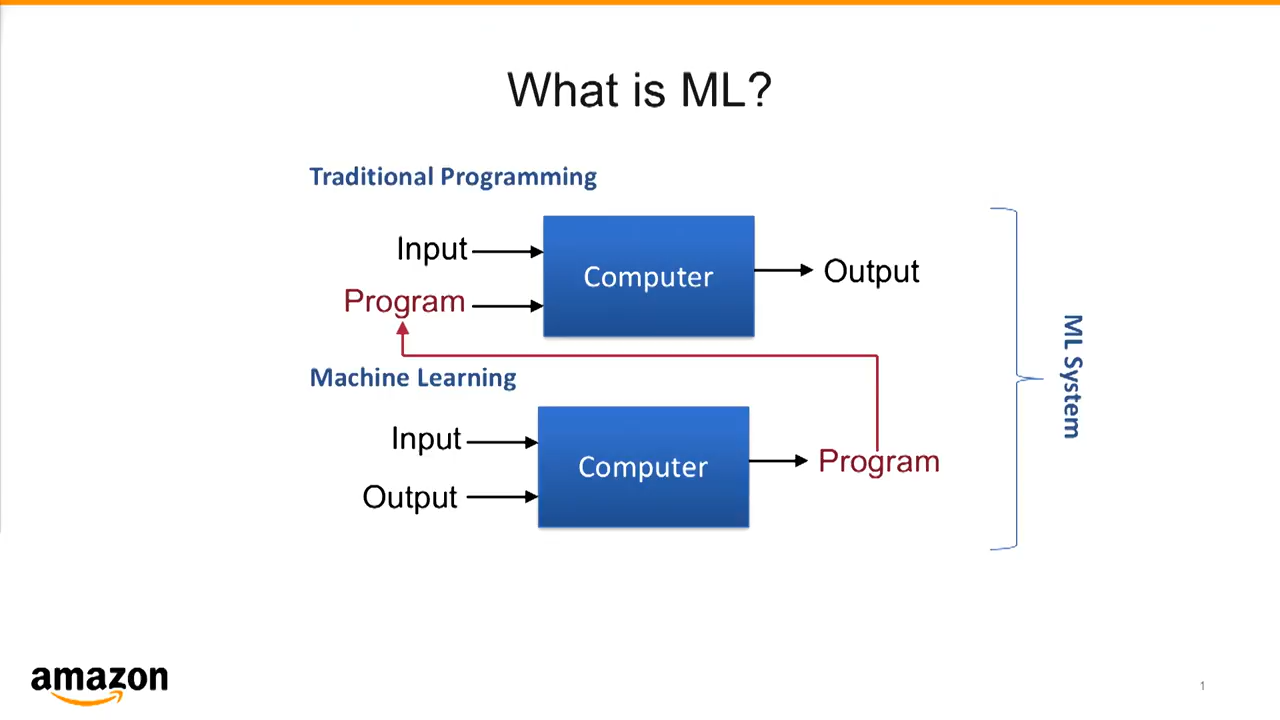 What is ML?
Traditional Programming
Input
Program
Computer
Output
Machine Learning
Input
Output
Computer
Program
ML System
amazon
1